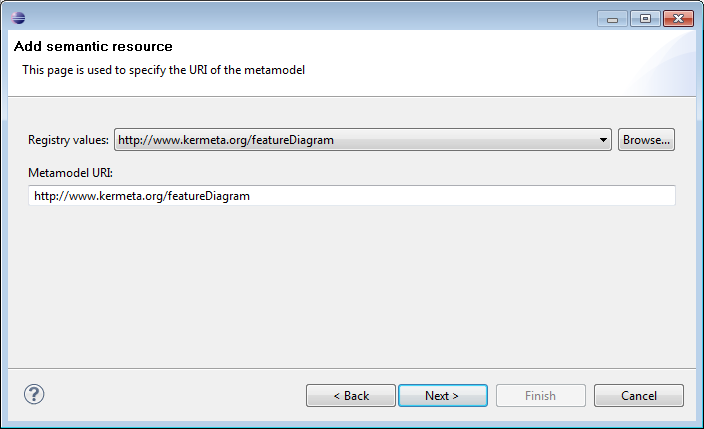 Add semantic resource
This page is used to specify the URI of the metamodel
Registry values: http://www.kermeta.org/featureDiagram Browse...
Metamodel URI:
http://www.kermeta.org/featureDiagram
? < Back Next > Finish Cancel